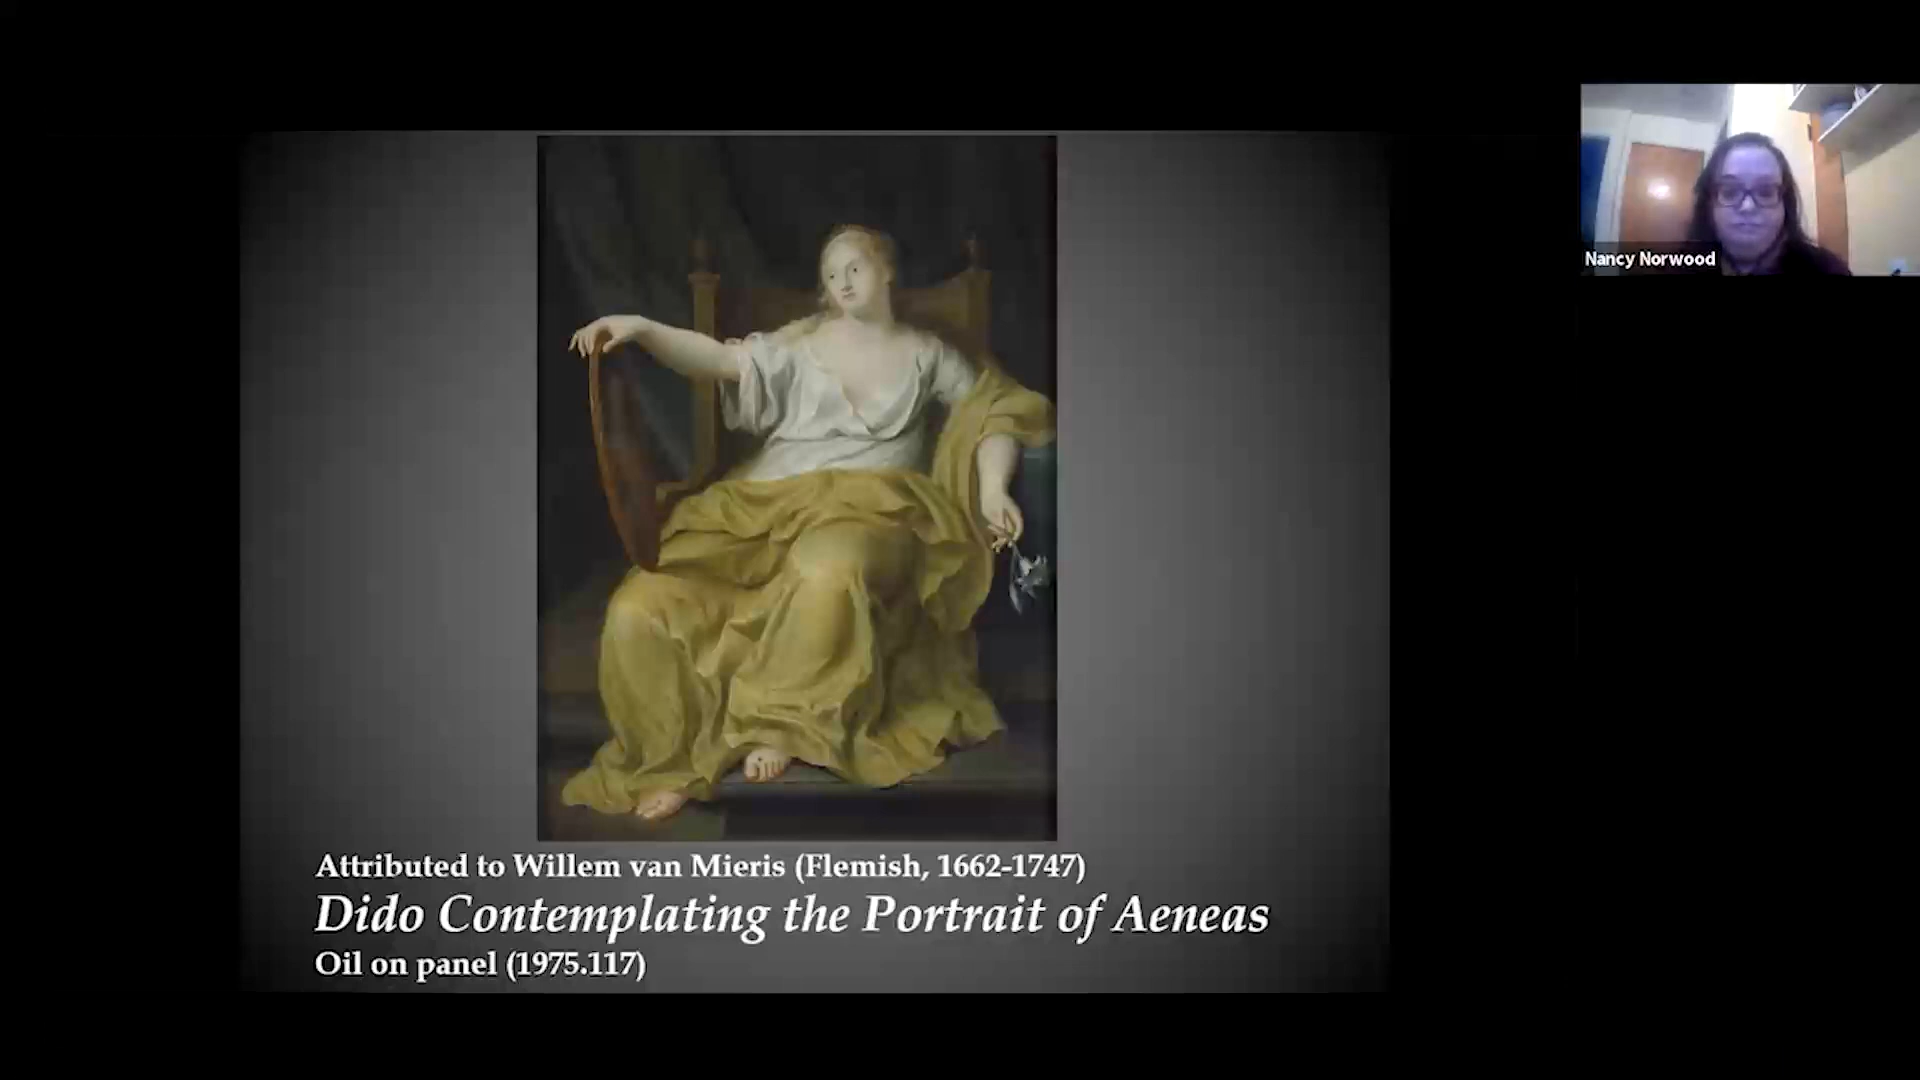 Nancy Norwood
Attributed to Willem van Mieris (Flemish, 1662-1747)
Dido Contemplating the Portrait of Aeneas
Oil on panel (1975.117)